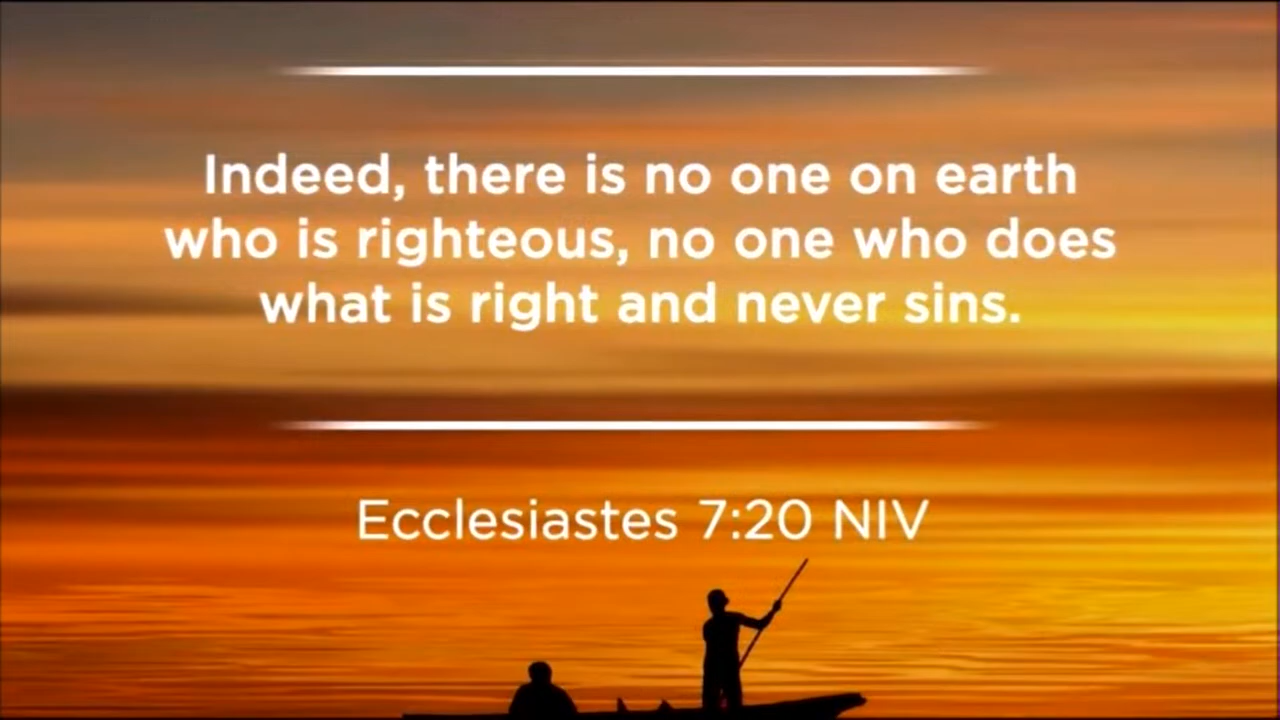 Indeed, there is no one on earth
who is righteous, no one who does
what is right and never sins.
Ecclesiastes 7:20 NIV